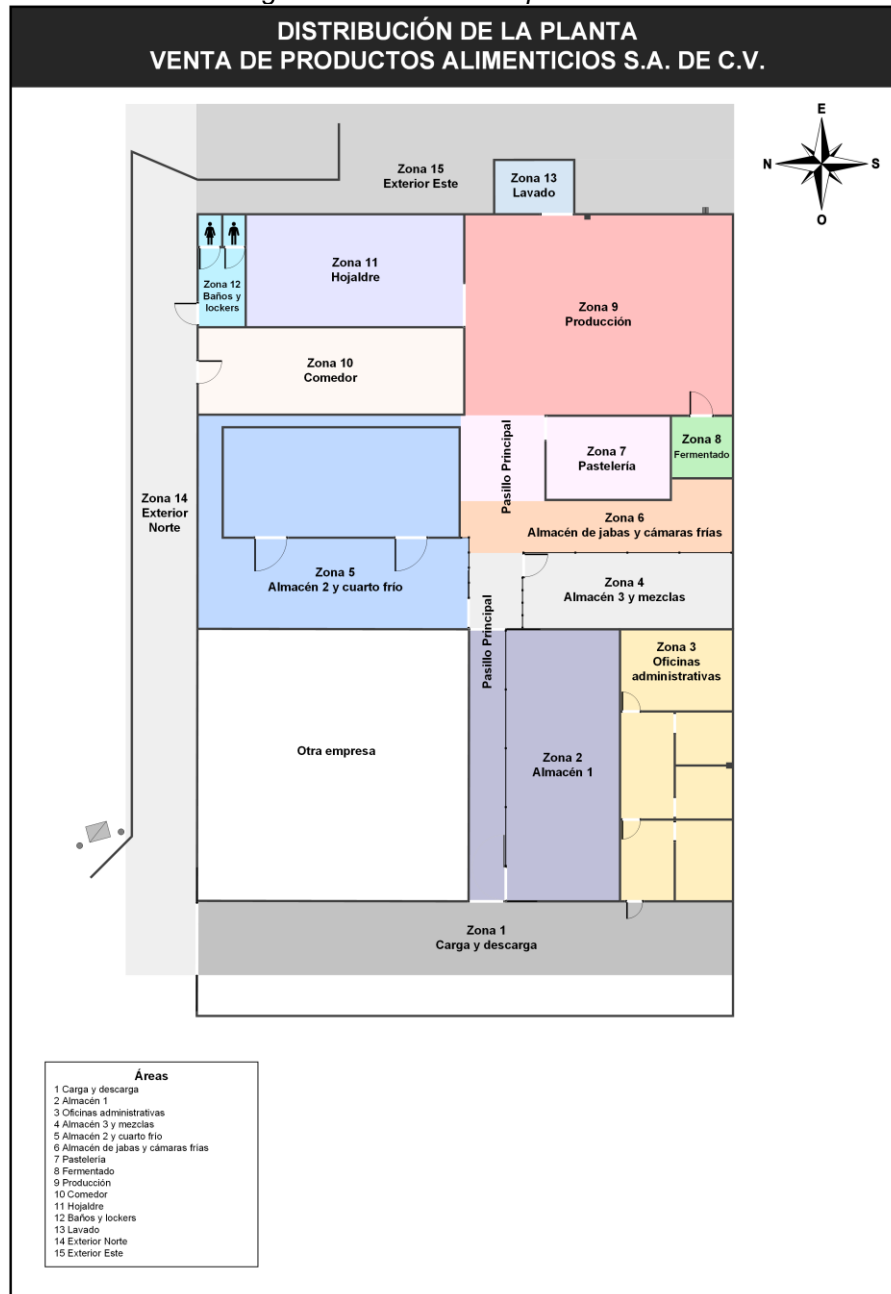 DISTRIBUCIÓN DE LA PLANTA
VENTA DE PRODUCTOS ALIMENTICIOS S.A. DE C.V.
E
N
S
O
Zona 15
Exterior Este
Zona 13
Lavado
Zona 11
Hojaldre
Zona 12
Baños y
lockers
Zona 9
Producción
Zona 10
Comedor
Zona 7
Pastelería
Zona 8
Fermentado
Pasillo Principal
Zona 14
Exterior
Norte
Zona 6
Almacén de jabas y cámaras frías
Zona 5
Almacén 2 y cuarto frío
Zona 4
Almacén 3 y mezclas
Pasillo Principal
Zona 3
Oficinas
administrativas
Otra empresa
Zona 2
Almacén 1
Zona 1
Carga y descarga
Áreas
1 Carga y descarga
2 Almacén 1
3 Oficinas administrativas
4 Almacén 3 y mezclas
5 Almacén 2 y cuarto frío
6 Almacén de jabas y cámaras frías
7 Pastelería
8 Fermentado
9 Producción
10 Comedor
11 Hojaldre
12 Baños y lockers
13 Lavado
14 Exterior Norte
15 Exterior Este